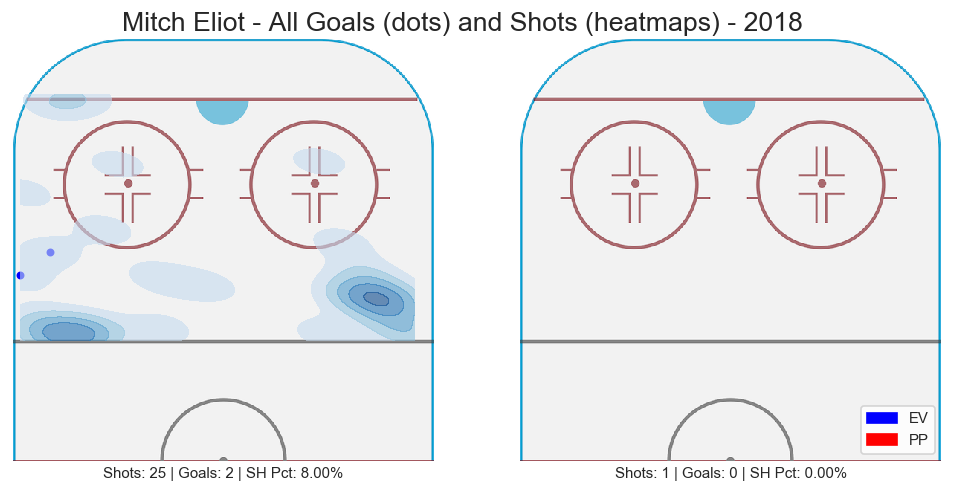 Mitch Eliot - All Goals (dots) and Shots (heatmaps) - 2018
EV
PP
Shots: 25 | Goals: 2 | SH Pct: 8.00%
Shots: 1 | Goals: 0 | SH Pct: 0.00%